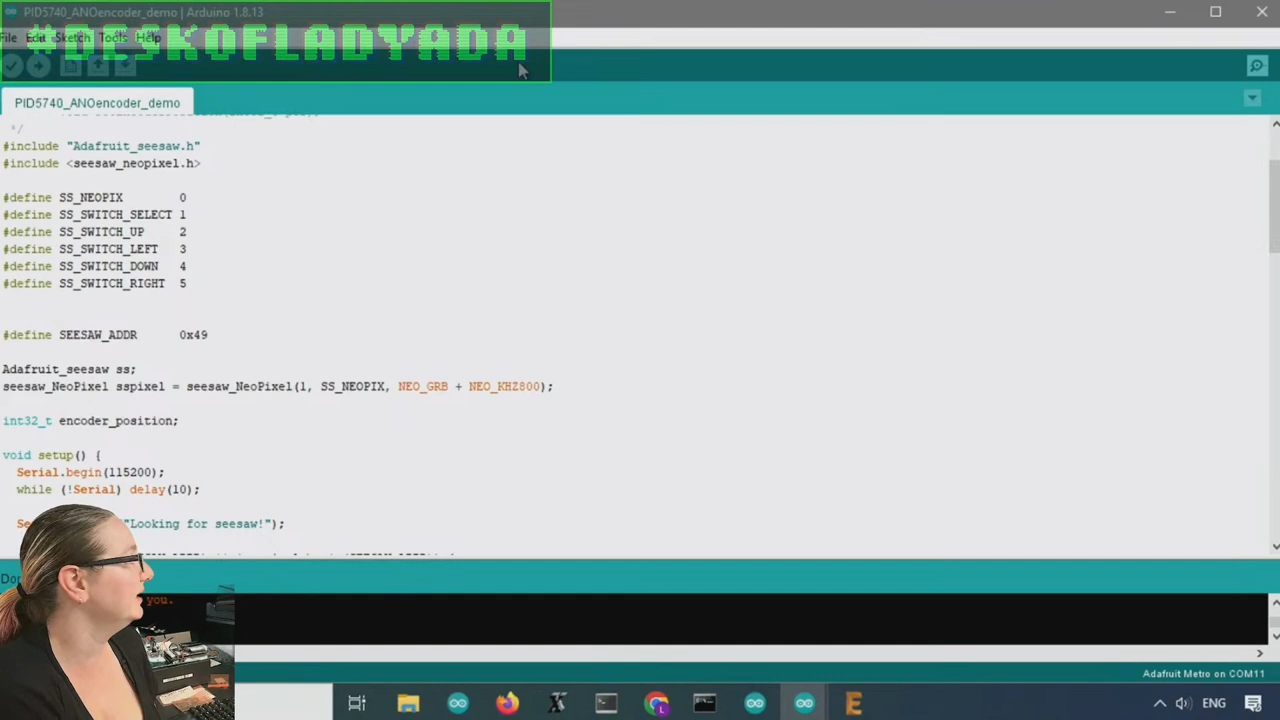 PID5740_ANOencoder_demo | Arduino 1.8.13
File Edit Sketch Tools Help
#DESKOFLADYADA
PID5740_ANOencoder_demo
*/
#include "Adafruit_seesaw.h"
#include <seesaw_neopixel.h>
#define SS_NEOPIX 0
#define SS_SWITCH_SELECT 1
#define SS_SWITCH_UP 2
#define SS_SWITCH_LEFT 3
#define SS_SWITCH_DOWN 4
#define SS_SWITCH_RIGHT 5
#define SEESAW_ADDR 0x49
Adafruit_seesaw ss;
seesaw_NeoPixel sspixel = seesaw_NeoPixel(1, SS_NEOPIX, NEO_GRB + NEO_KHZ800);
int32_t encoder_position;
void setup() {
Serial.begin(115200);
while (!Serial) delay(10);
"Looking for seesaw!");
you.
Adafruit Metro on COM11
ENG